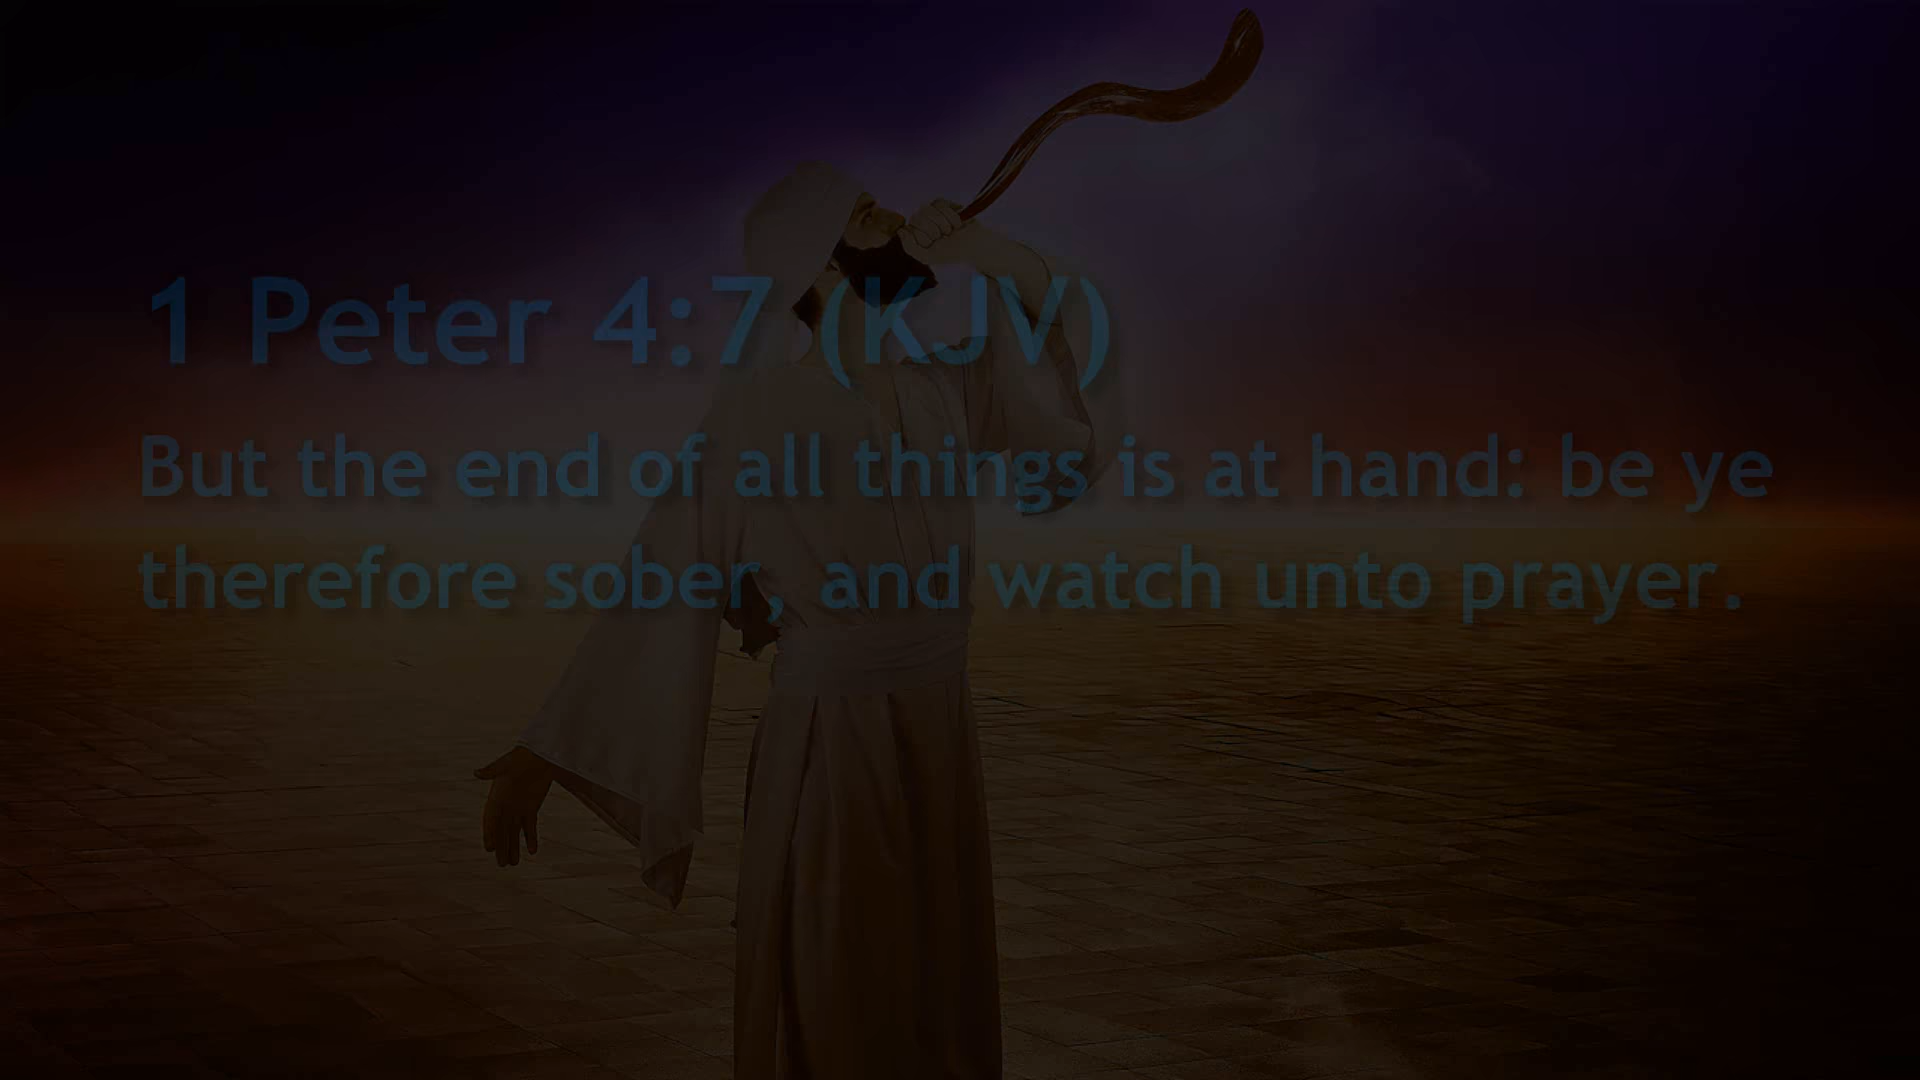 1 Peter 4:7 (KJV)
But the end of all things is at hand: be ye
therefore sober, and watch unto prayer.